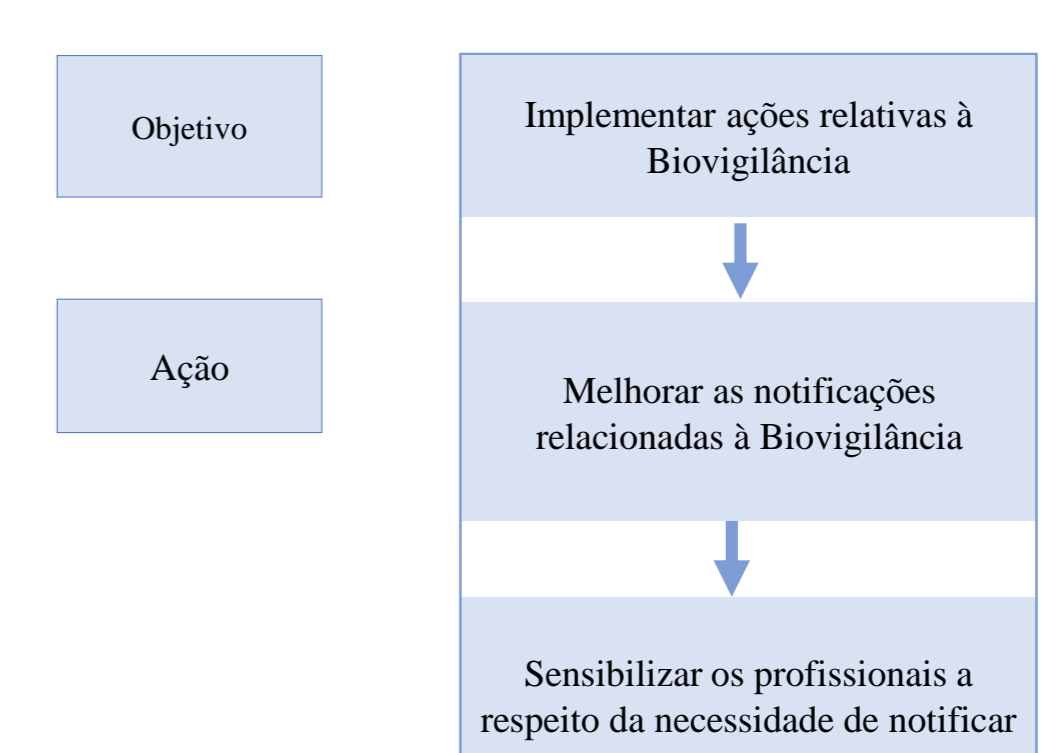 Objetivo
Implementar ações relativas à
Biovigilância
Ação
Melhorar as notificações
relacionadas à Biovigilância
Sensibilizar os profissionais a
respeito da necessidade de notificar